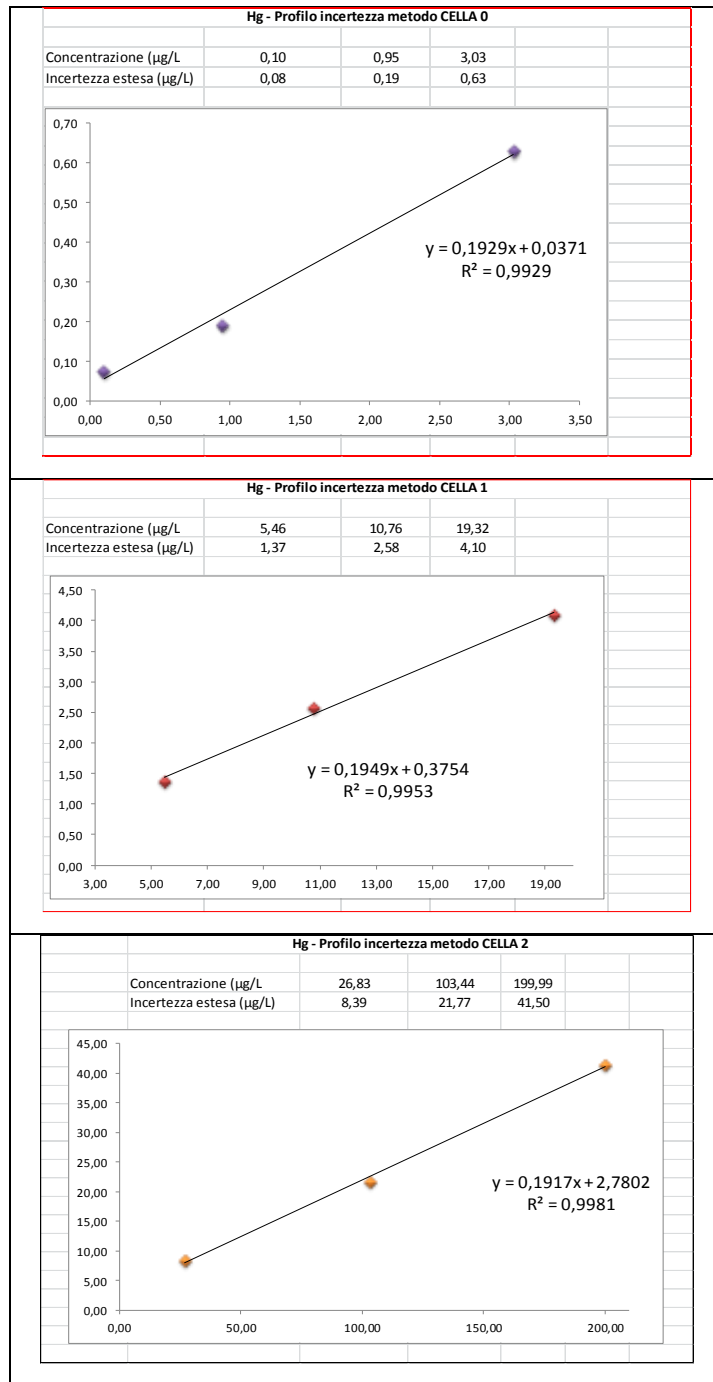 Hg - Profilo incertezza metodo CELLA 0
Concentrazione (µg/L 0,10 0,95 3,03
Incertezza estesa (µg/L) 0,08 0,19 0,63
0,70
0,60
0,50
0,40
0,30
0,20
0,10
0,00
y = 0,1929x + 0,0371
R² = 0,9929
0,00 0,50 1,00 1,50 2,00 2,50 3,00 3,50
Hg - Profilo incertezza metodo CELLA 1
Concentrazione (µg/L 5,46 10,76 19,32
Incertezza estesa (µg/L) 1,37 2,58 4,10
4,50
4,00
3,50
3,00
2,50
2,00
1,50
1,00
0,50
0,00
y = 0,1949x + 0,3754
R² = 0,9953
3,00 5,00 7,00 9,00 11,00 13,00 15,00 17,00 19,00
Hg - Profilo incertezza metodo CELLA 2
Concentrazione (µg/L 26,83 103,44 199,99
Incertezza estesa (µg/L) 8,39 21,77 41,50
45,00
40,00
35,00
30,00
25,00
20,00
15,00
10,00
5,00
0,00
y = 0,1917x + 2,7802
R² = 0,9981
0,00 50,00 100,00 150,00 200,00